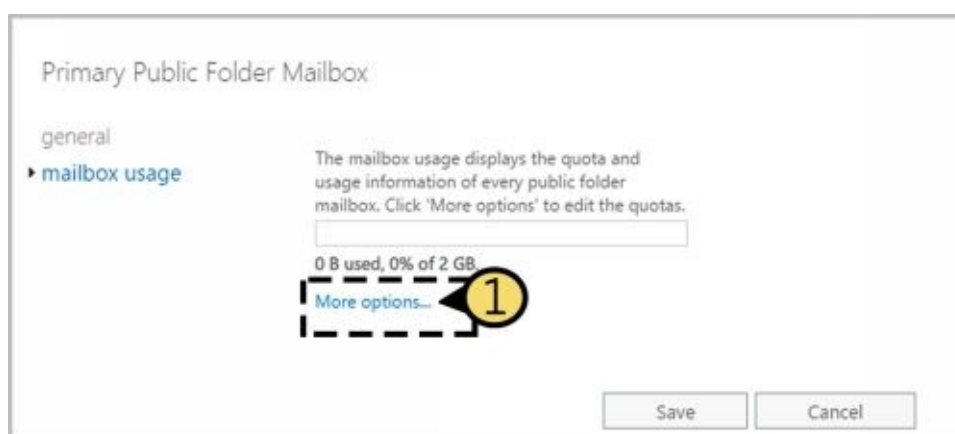 Primary Public Folder Mailbox
general
mailbox usage
The mailbox usage displays the quota and
usage information of every public folder
mailbox. Click 'More options' to edit the quotas.
0 B used, 0% of 2 GB.
More options...
1
Save
Cancel